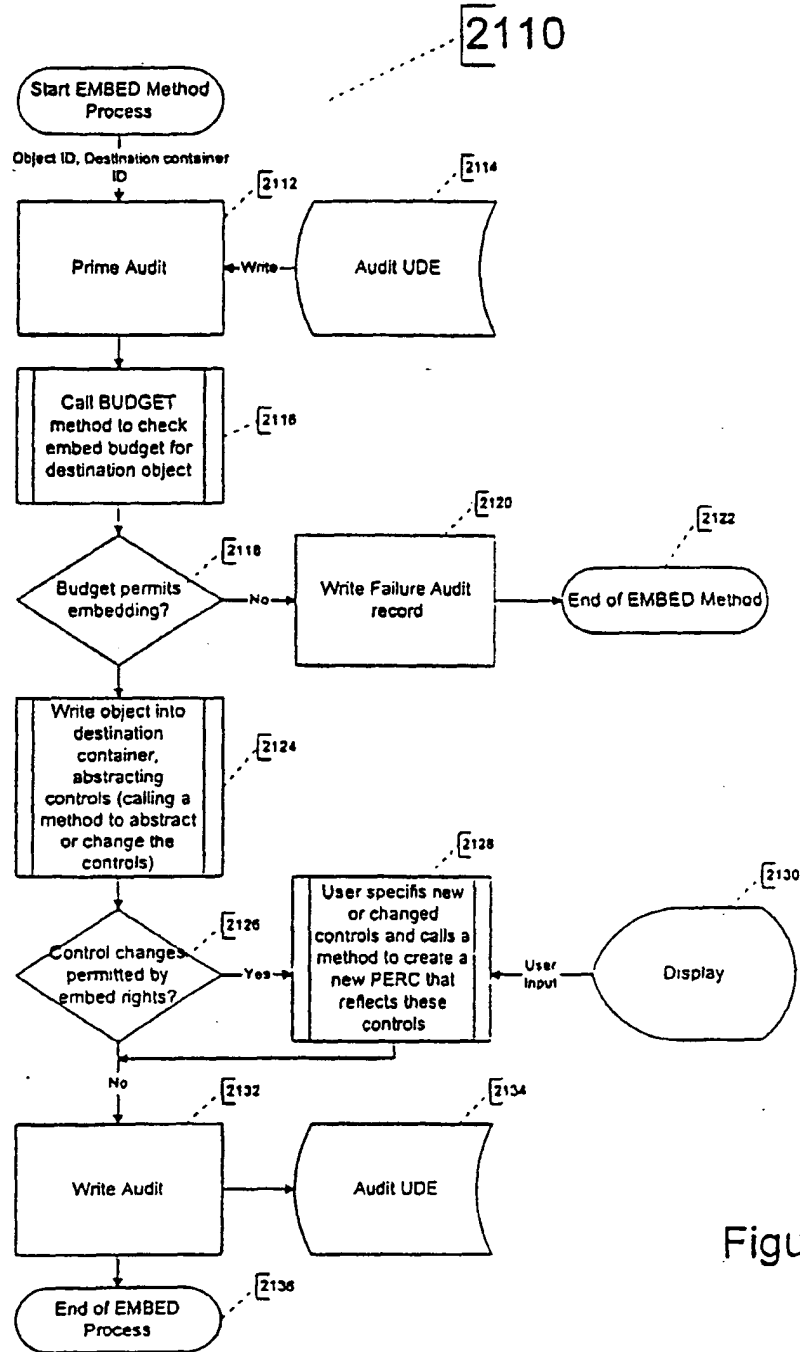 2110
Start EMBED Method
Process
Object ID, Destination container
ID
2112
2114
Prime Audit
Write
Audit UDE
Call BUDGET
method to check
embed budget for
destination object
2116
2118
Budget permits
embedding?
No
2120
Write Failure Audit
record
2122
End of EMBED Method
Write object into
destination
container,
abstracting
controls (calling a
method to abstract
or change the
controls)
2124
2126
Control changes
permitted by
embed rights?
Yes
2128
User specifis new
or changed
controls and calls a
method to create a
new PERC that
reflects these
controls
User
Input
2130
Display
No
2132
Write Audit
2134
Audit UDE
End of EMBED
Process
2136